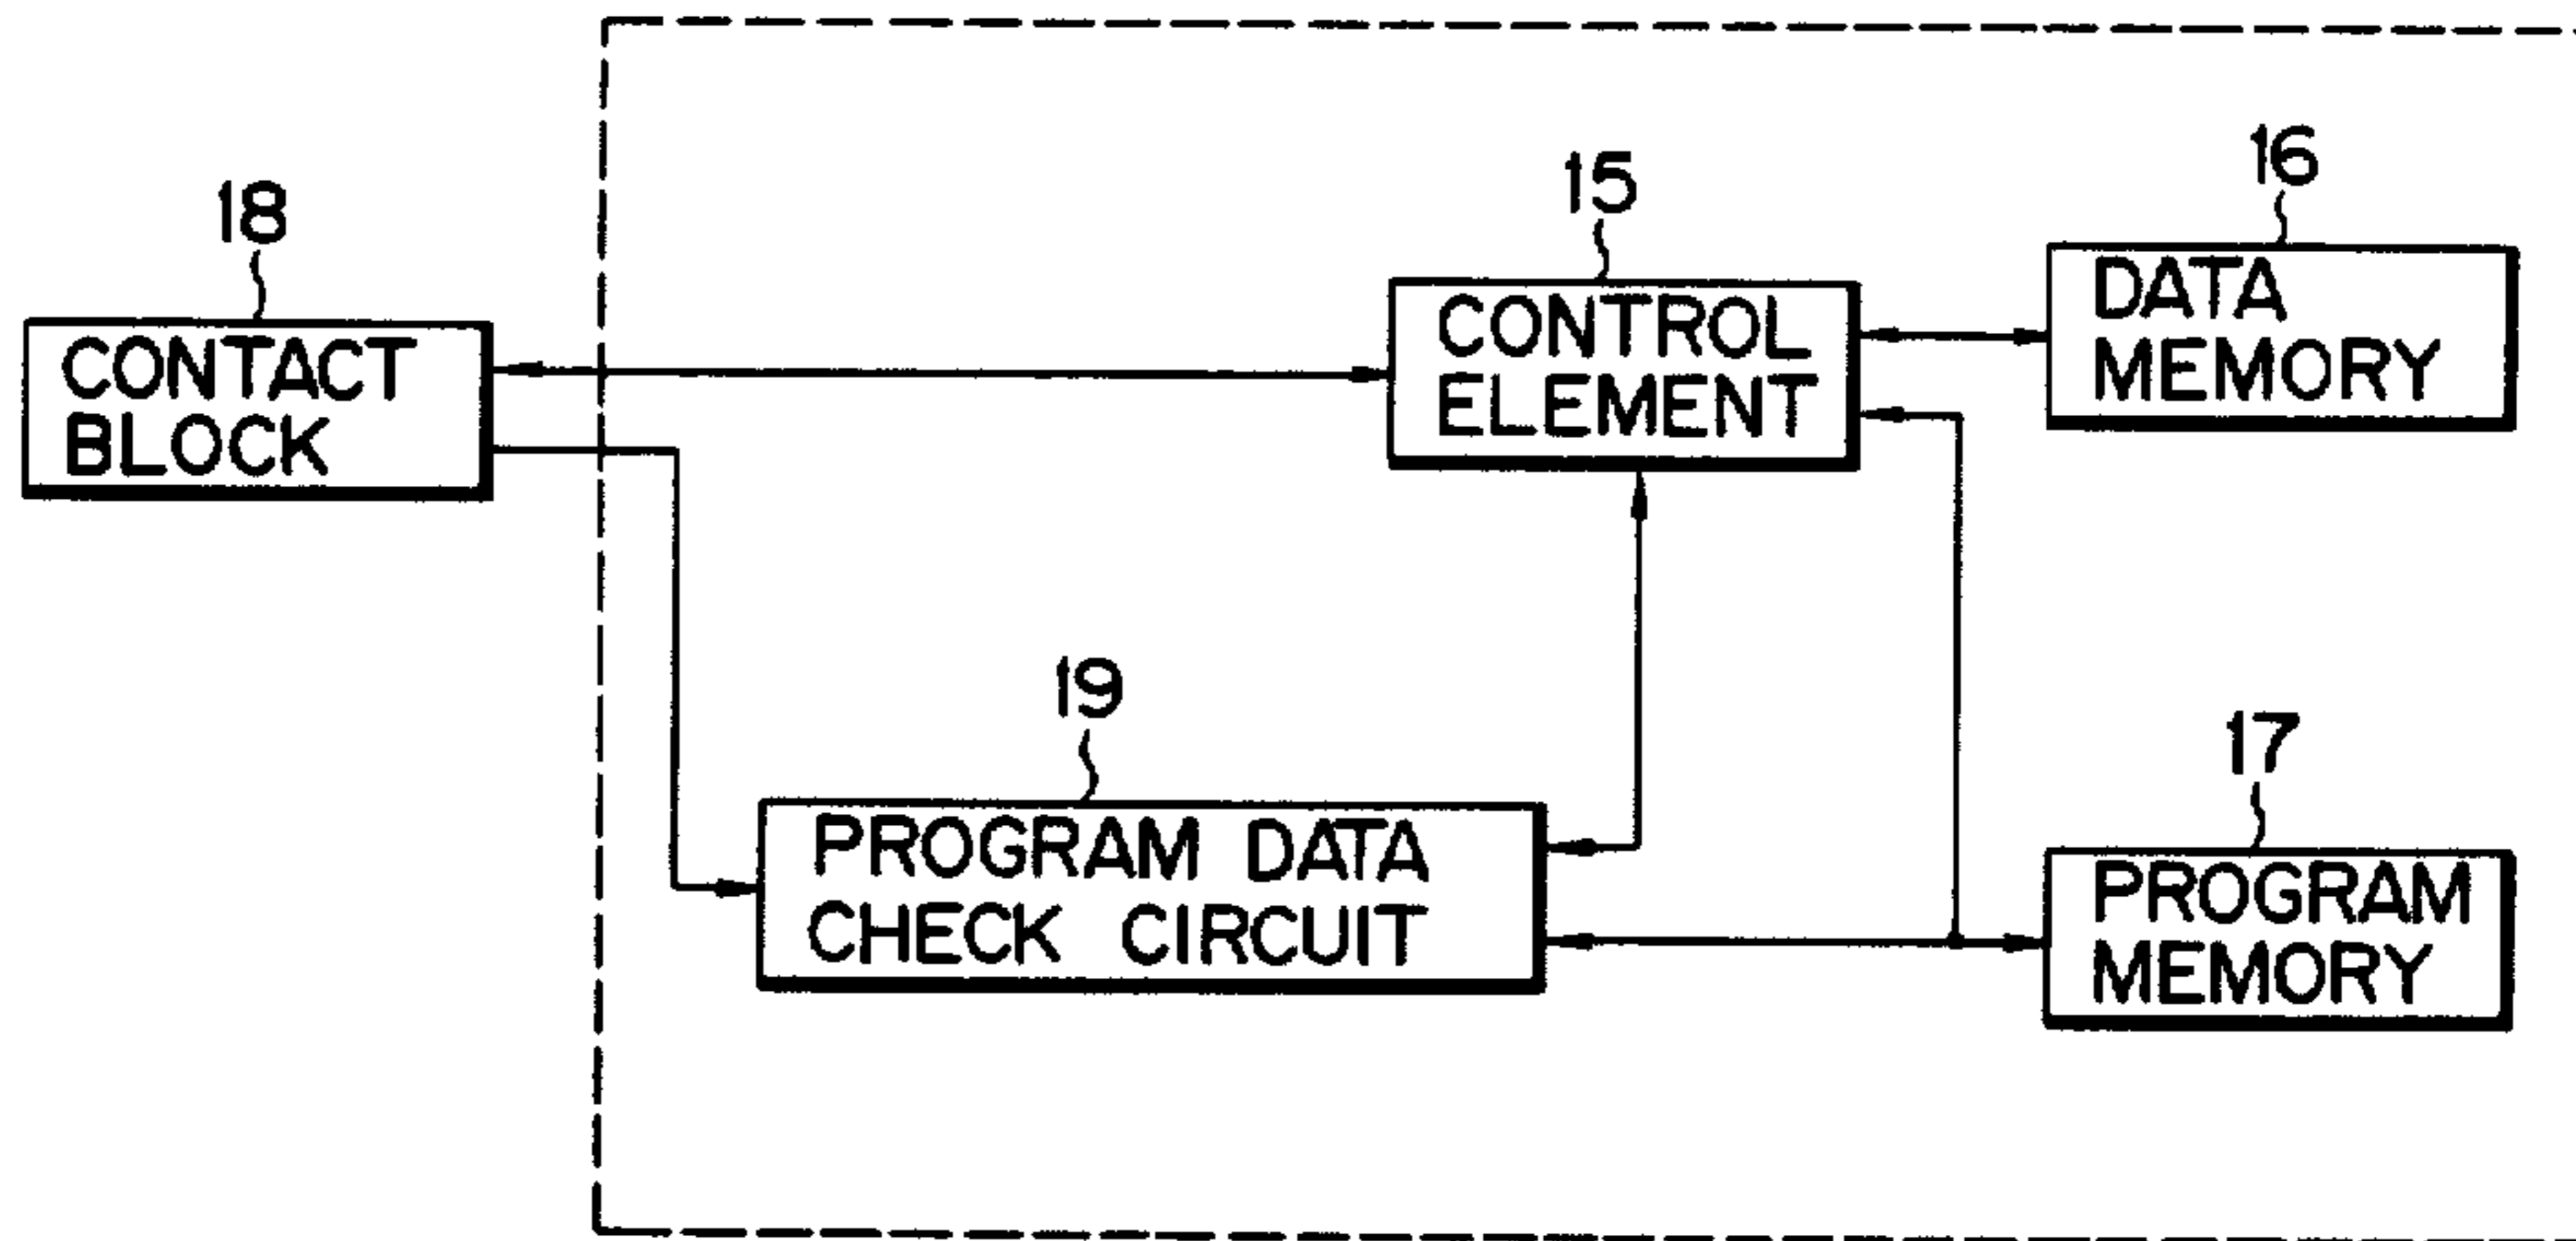 18
CONTACT
BLOCK
15
CONTROL
ELEMENT
16
DATA
MEMORY
19
PROGRAM DATA
CHECK CIRCUIT
17
PROGRAM
MEMORY